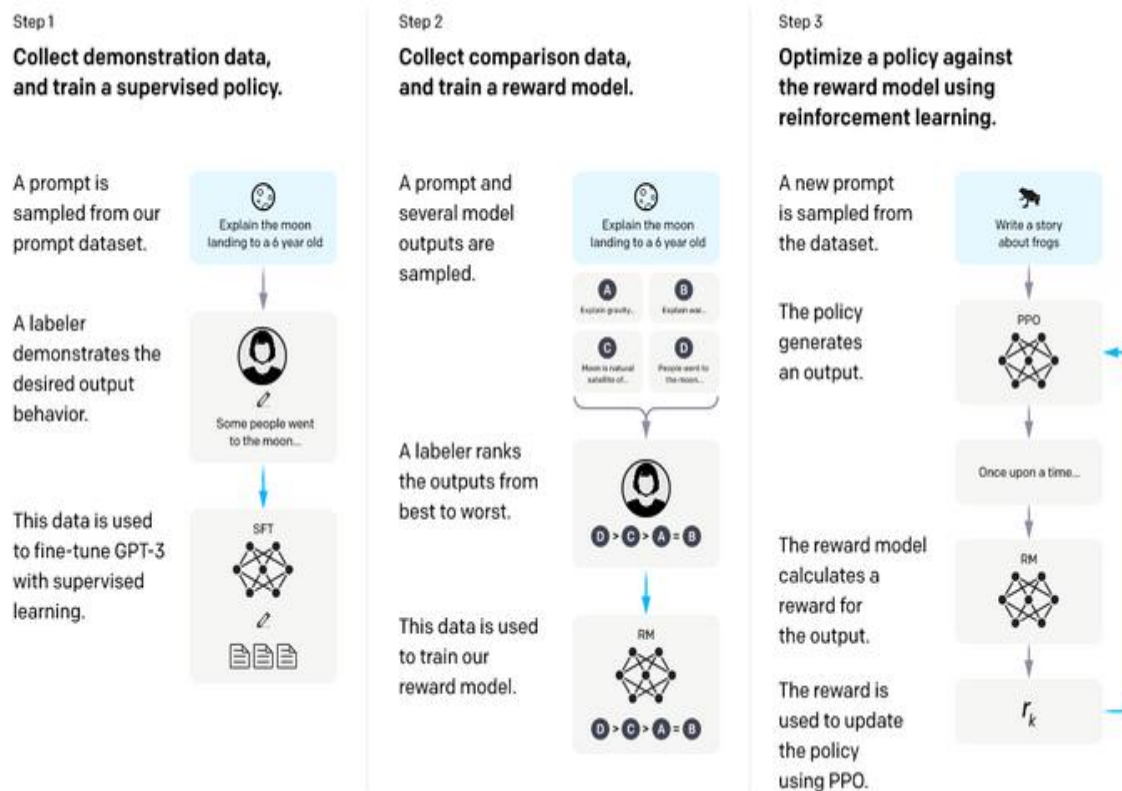 Step 1
Collect demonstration data,
and train a supervised policy.
A prompt is
sampled from our
prompt dataset.
Explain the moon
landing to a 6 year old
A labeler
demonstrates the
desired output
behavior.
Some people went
to the moon...
This data is used
to fine-tune GPT-3
with supervised
learning.
SFT
Step 2
Collect comparison data,
and train a reward model.
A prompt and
several model
outputs are
sampled.
Explain the moon
landing to a 6 year old
A
Explain gravity...
B
Explain war...
C
Moon is natural
satellite of...
D
People went to
the moon...
A labeler ranks
the outputs from
best to worst.
D > C > A = B
This data is used
to train our
reward model.
RM
D > C > A = B
Step 3
Optimize a policy against
the reward model using
reinforcement learning.
A new prompt
is sampled from
the dataset.
Write a story
about frogs
The policy
generates
an output.
PPO
Once upon a time...
The reward model
calculates a
reward for
the output.
RM
The reward is
used to update
the policy
using PPO.
rₖ